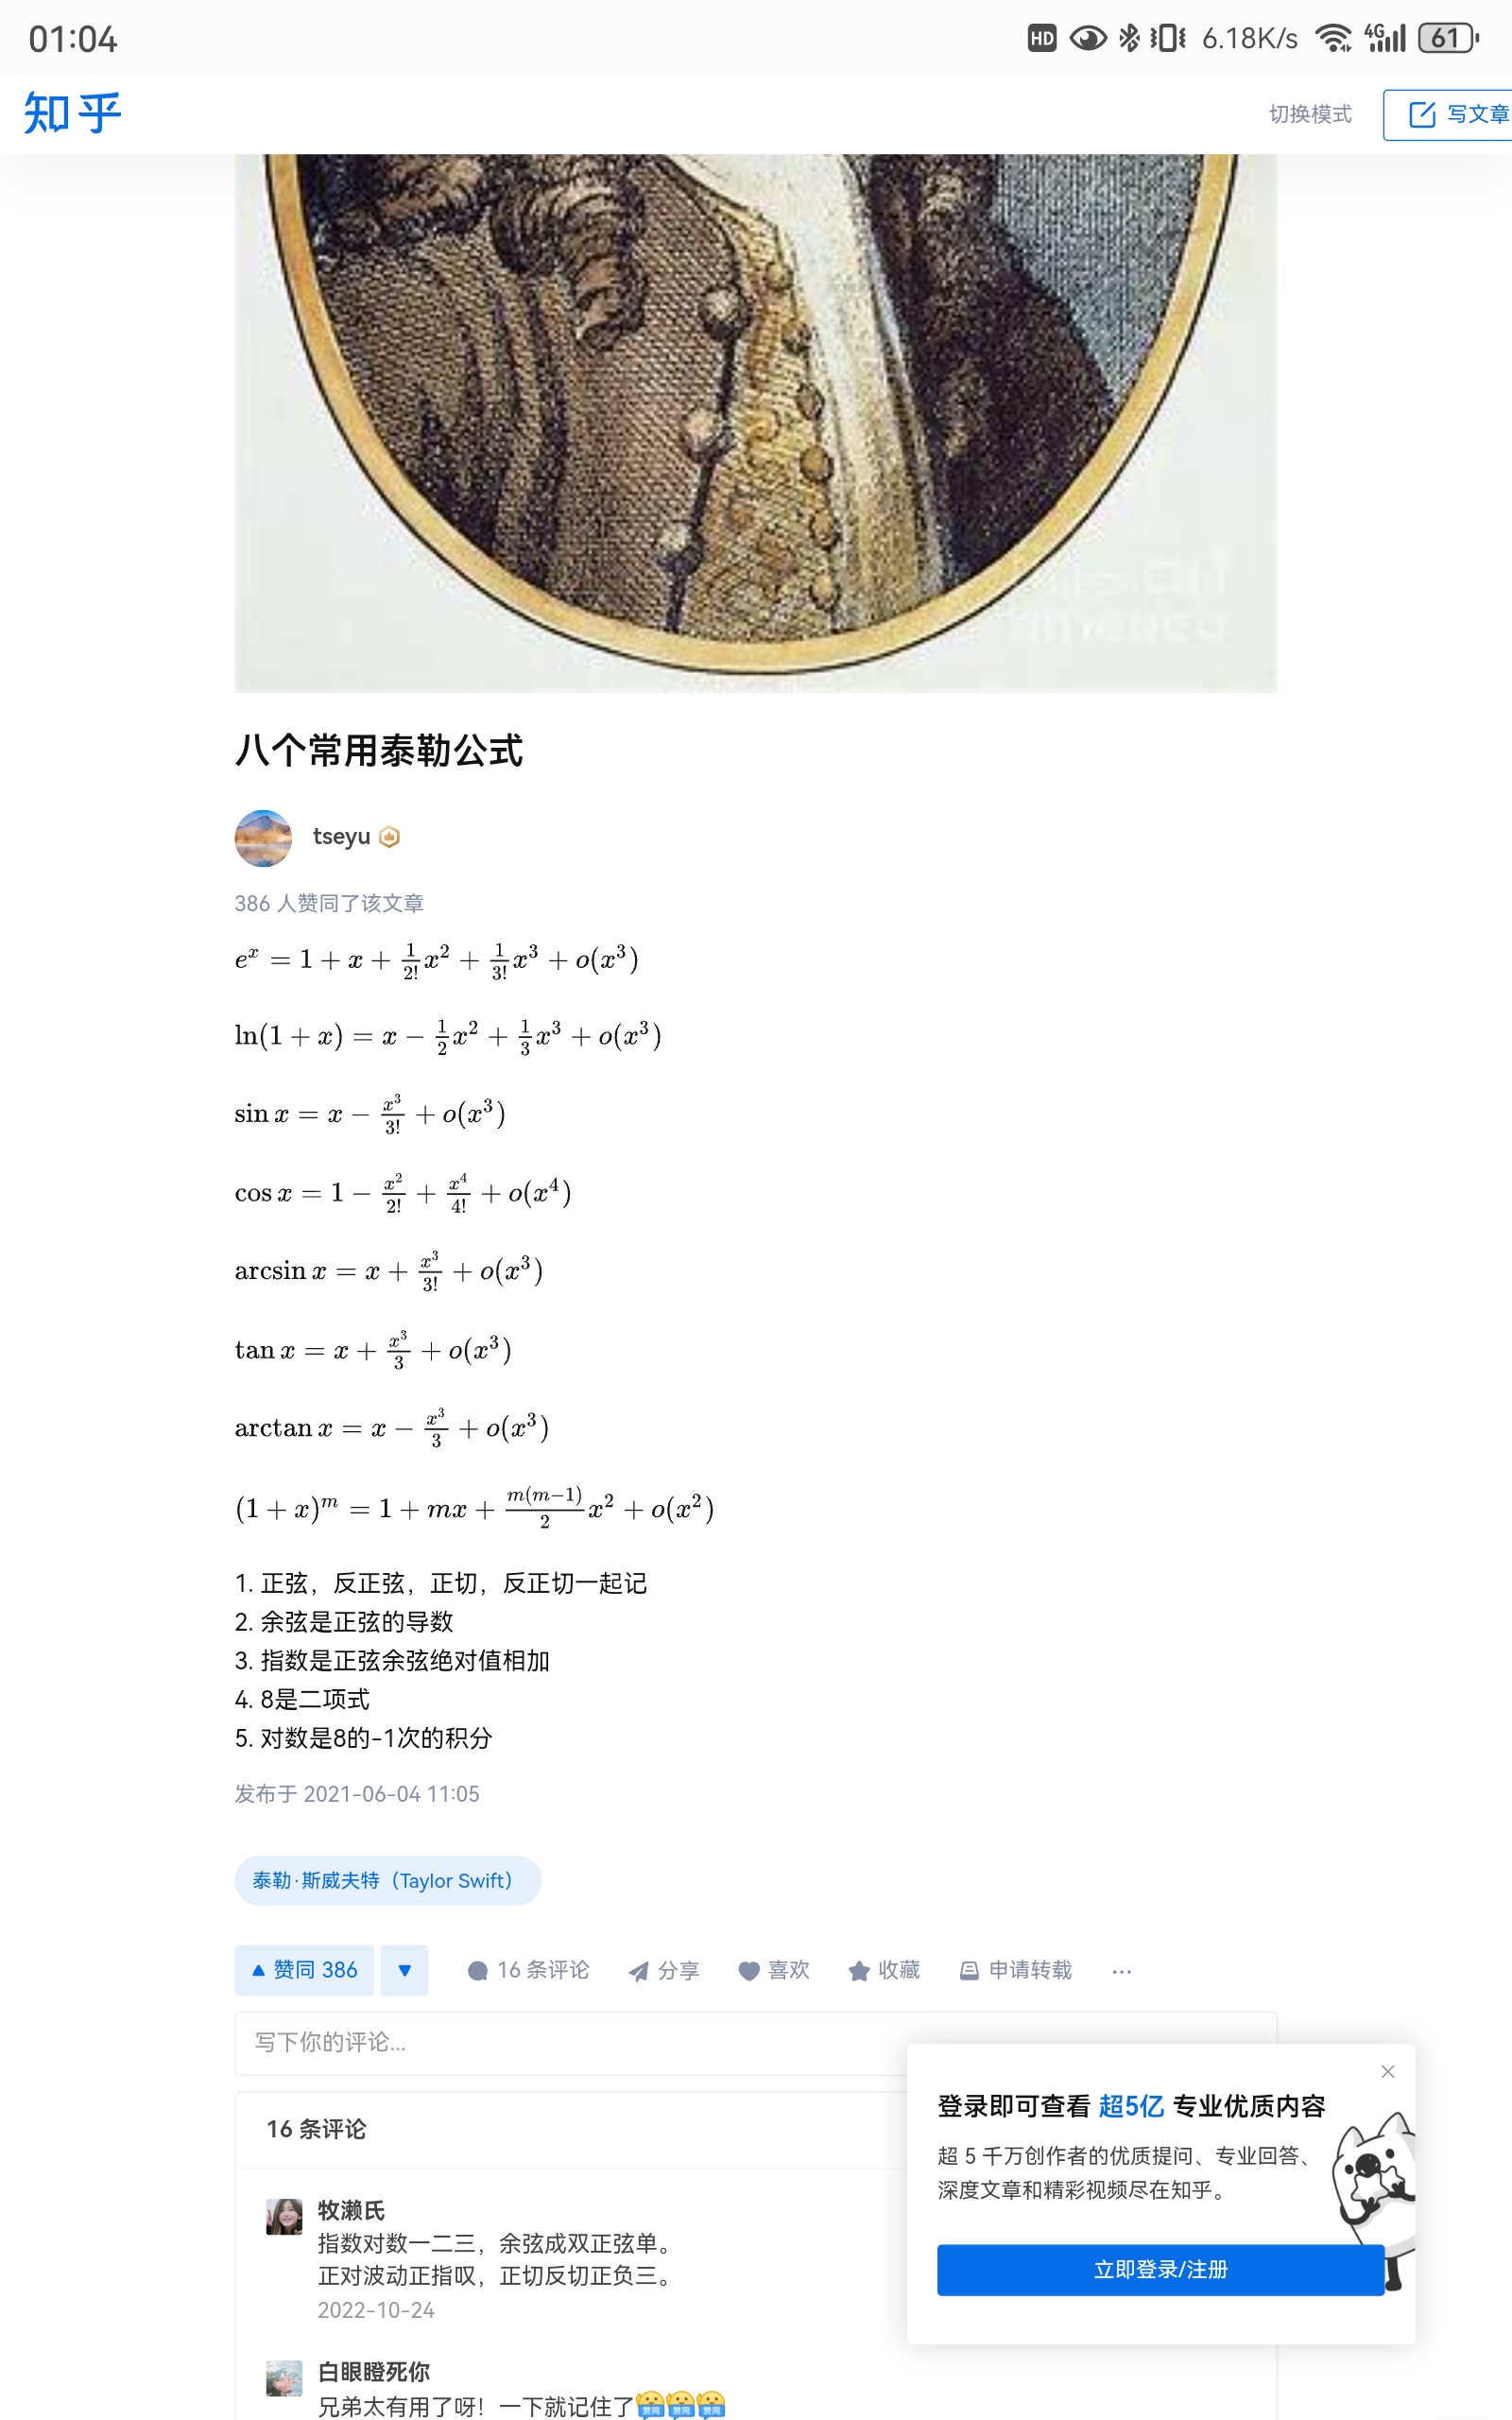 01:04
HD 6.18K/s 4G 61
知乎
切换模式
写文章
八个常用泰勒公式
tseyu
386 人赞同了该文章
e^x = 1 + x + \frac{1}{2!}x^2 + \frac{1}{3!}x^3 + o(x^3)
ln(1 + x) = x − \frac{1}{2}x^2 + \frac{1}{3}x^3 + o(x^3)
sin x = x − \frac{x^3}{3!} + o(x^3)
cos x = 1 − \frac{x^2}{2!} + \frac{x^4}{4!} + o(x^4)
arcsin x = x + \frac{x^3}{3!} + o(x^3)
tan x = x + \frac{x^3}{3} + o(x^3)
arctan x = x − \frac{x^3}{3} + o(x^3)
(1 + x)^m = 1 + mx + \frac{m(m−1)}{2}x^2 + o(x^2)
1. 正弦，反正弦，正切，反正切一起记
2. 余弦是正弦的导数
3. 指数是正弦余弦绝对值相加
4. 8是二项式
5. 对数是8的-1次的积分
发布于 2021-06-04 11:05
泰勒·斯威夫特（Taylor Swift）
赞同 386
16 条评论
分享
喜欢
收藏
申请转载
写下你的评论...
16 条评论
牧濑氏
指数对数一二三，余弦成双正弦单。
正对波动正指叹，正切反切正负三。
2022-10-24
白眼瞪死你
兄弟太有用了呀！一下就记住了
登录即可查看 超5亿 专业优质内容
超 5 千万创作者的优质提问、专业回答、
深度文章和精彩视频尽在知乎。
立即登录/注册